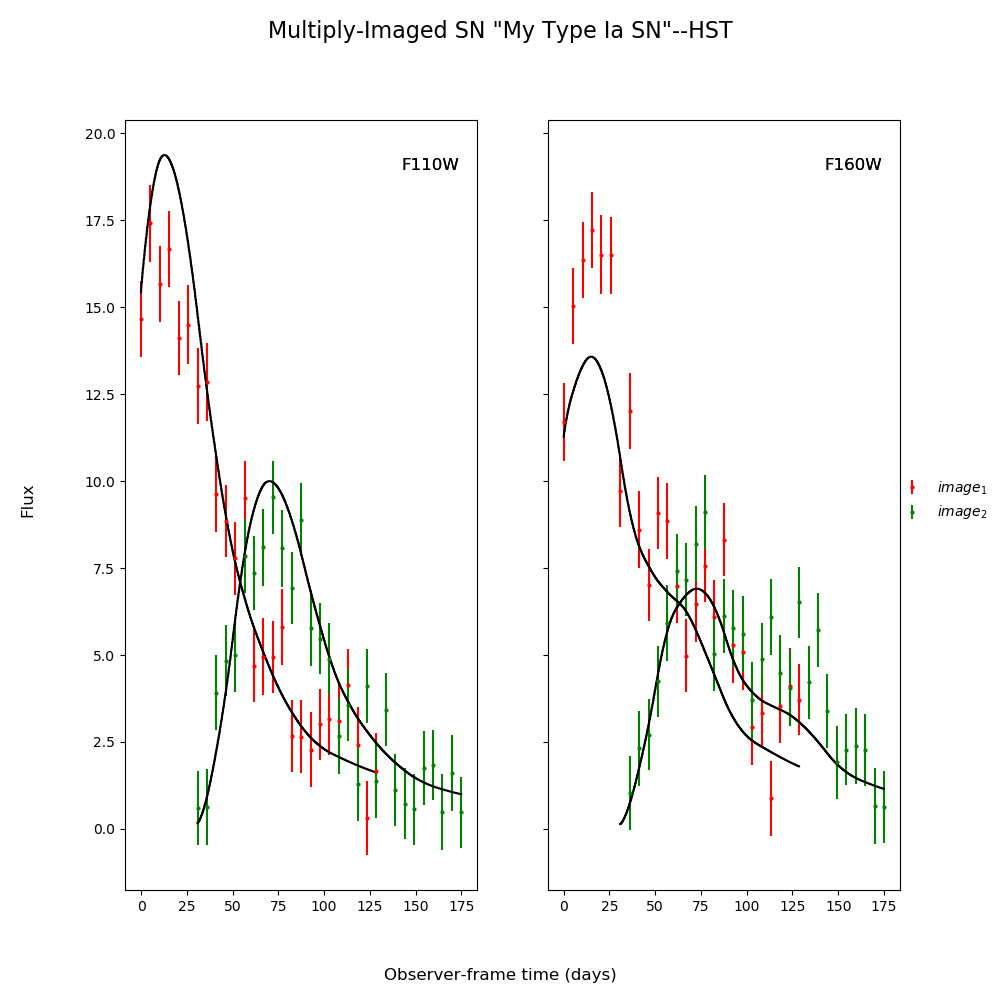 Multiply-Imaged SN "My Type Ia SN"--HST
F110W
F160W
20.0
17.5
15.0
12.5
10.0
7.5
5.0
2.5
0.0
Flux
image1
image2
0 25 50 75 100 125 150 175
0 25 50 75 100 125 150 175
Observer-frame time (days)